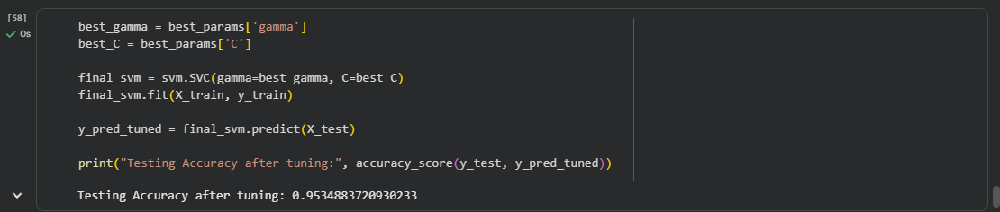 [58]
0s
best_gamma = best_params['gamma']
best_C = best_params['C']
final_svm = svm.SVC(gamma=best_gamma, C=best_C)
final_svm.fit(X_train, y_train)
y_pred_tuned = final_svm.predict(X_test)
print("Testing Accuracy after tuning:", accuracy_score(y_test, y_pred_tuned))
Testing Accuracy after tuning: 0.9534883720930233